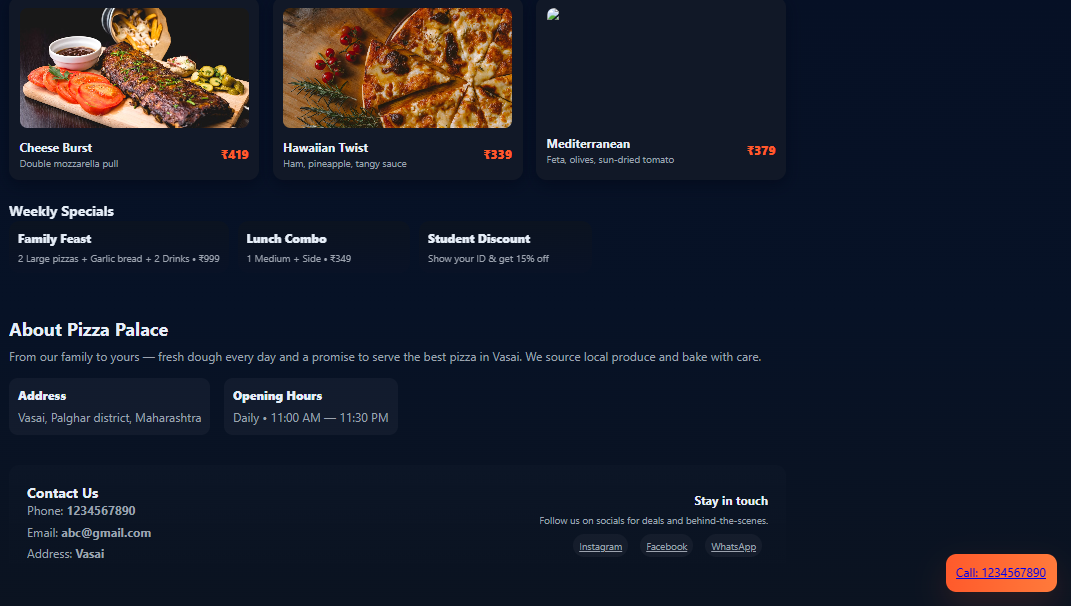 Cheese Burst
Double mozzarella pull
₹419
Hawaiian Twist
Ham, pineapple, tangy sauce
₹339
Mediterranean
Feta, olives, sun-dried tomato
₹379
Weekly Specials
Family Feast
2 Large pizzas + Garlic bread + 2 Drinks • ₹999
Lunch Combo
1 Medium + Side • ₹349
Student Discount
Show your ID & get 15% off
About Pizza Palace
From our family to yours — fresh dough every day and a promise to serve the best pizza in Vasai. We source local produce and bake with care.
Address
Vasai, Palghar district, Maharashtra
Opening Hours
Daily • 11:00 AM — 11:30 PM
Contact Us
Phone: 1234567890
Email: abc@gmail.com
Address: Vasai
Stay in touch
Follow us on socials for deals and behind-the-scenes.
Instagram Facebook WhatsApp
Call: 1234567890